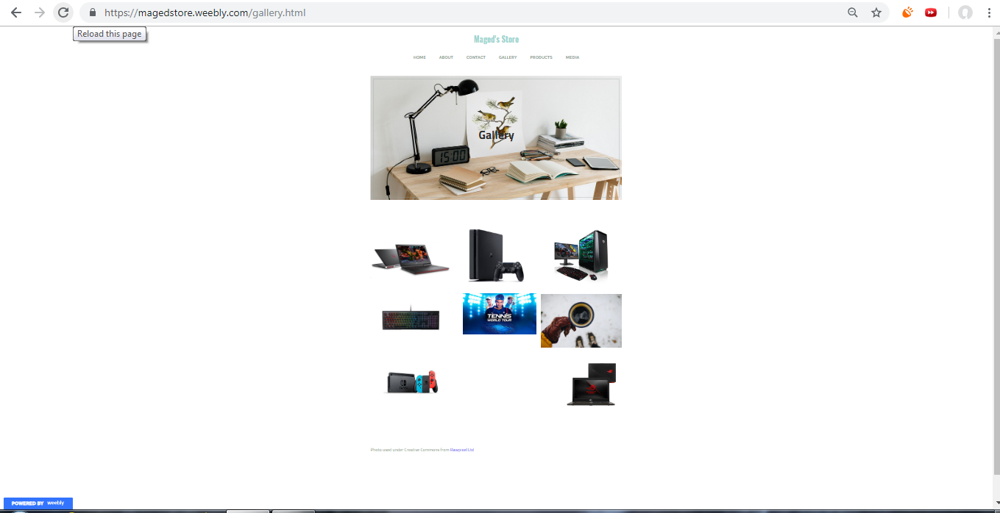 https://magedstore.weebly.com/gallery.html
Reload this page
Maged's Store
HOME ABOUT CONTACT GALLERY PRODUCTS MEDIA
15:00
Gallery
TENNIS
WORLD TOUR
Photo used under Creative Commons from Rawpixel Ltd
POWERED BY weebly